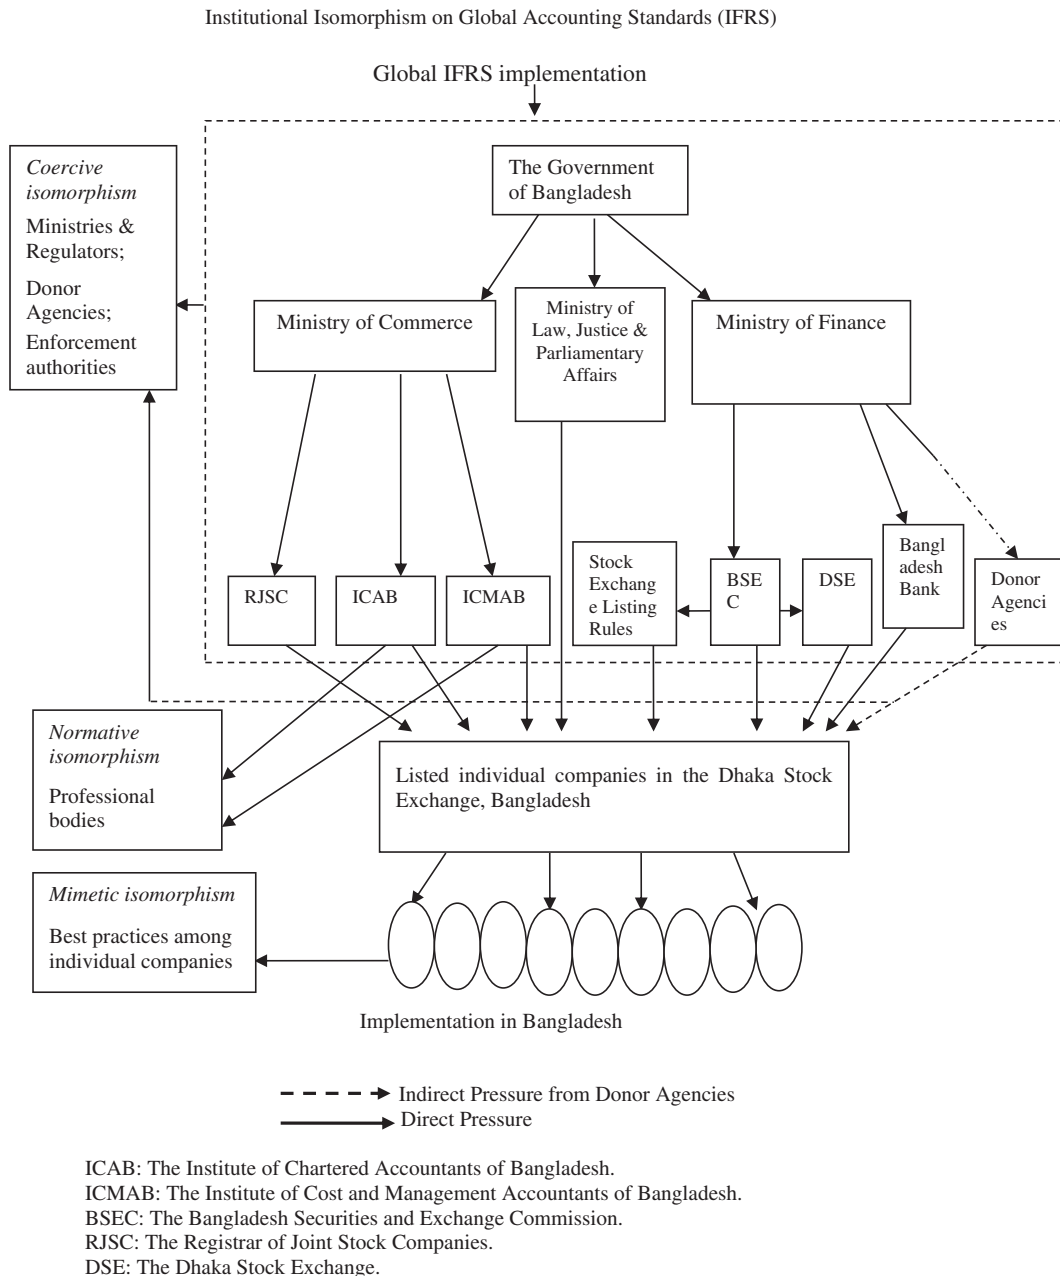 Institutional Isomorphism on Global Accounting Standards (IFRS)
Global IFRS implementation
Coercive
isomorphism
Ministries &
Regulators;
Donor
Agencies;
Enforcement
authorities
The Government
of Bangladesh
Ministry of Commerce
Ministry of
Law, Justice &
Parliamentary
Affairs
Ministry of Finance
RJSC
ICAB
ICMAB
Stock
Exchang
e Listing
Rules
BSE
C
DSE
Bangl
adesh
Bank
Donor
Agenci
es
Normative
isomorphism
Professional
bodies
Listed individual companies in the Dhaka Stock
Exchange, Bangladesh
Mimetic isomorphism
Best practices among
individual companies
Implementation in Bangladesh
Indirect Pressure from Donor Agencies
Direct Pressure
ICAB: The Institute of Chartered Accountants of Bangladesh.
ICMAB: The Institute of Cost and Management Accountants of Bangladesh.
BSEC: The Bangladesh Securities and Exchange Commission.
RJSC: The Registrar of Joint Stock Companies.
DSE: The Dhaka Stock Exchange.